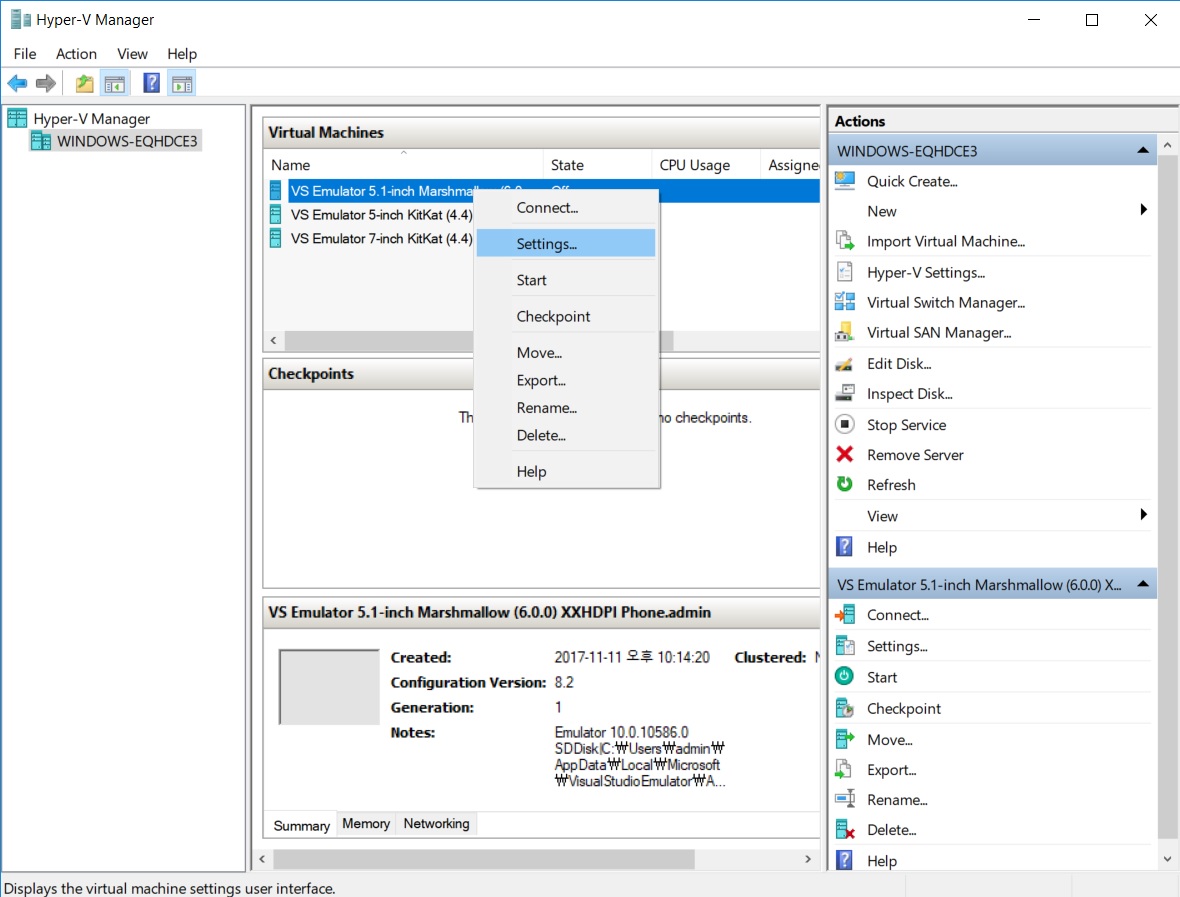 Hyper-V Manager
File Action View Help
Hyper-V Manager
WINDOWS-EQHDCE3
Virtual Machines
Name State CPU Usage Assigne
VS Emulator 5.1-inch Marshmallow (6.0 Off
VS Emulator 5-inch KitKat (4.4)
VS Emulator 7-inch KitKat (4.4)
Connect...
Settings...
Start
Checkpoint
Move...
Export...
Rename...
Delete...
Help
Checkpoints
Th no checkpoints.
VS Emulator 5.1-inch Marshmallow (6.0.0) XXHDPI Phone.admin
Created: 2017-11-11 오후 10:14:20 Clustered: N
Configuration Version: 8.2
Generation: 1
Notes: Emulator 10.0.10586.0
SDDisk|C:₩Users₩admin₩
AppData₩Local₩Microsoft
₩VisualStudioEmulator₩A...
Summary Memory Networking
Actions
WINDOWS-EQHDCE3
Quick Create...
New
Import Virtual Machine...
Hyper-V Settings...
Virtual Switch Manager...
Virtual SAN Manager...
Edit Disk...
Inspect Disk...
Stop Service
Remove Server
Refresh
View
Help
VS Emulator 5.1-inch Marshmallow (6.0.0) X...
Connect...
Settings...
Start
Checkpoint
Move...
Export...
Rename...
Delete...
Help
Displays the virtual machine settings user interface.